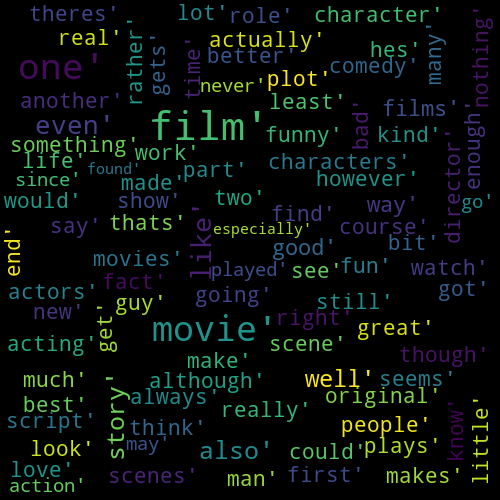 theres' lot' role' character'
real' rather' gets' time' actually' hes' many' nothing'
one' better' comedy'
another' never' plot'
even' film' least' films' enough'
something' funny' bad' kind' director'
life' work' characters'
since' found' made' part' however'
would' show' two' way' go'
say' thats' like' especially' find' course'
end' movies' good' bit'
actors' fact' played' see' fun' watch'
new' guy' going' still' got'
acting' get' movie' right' great'
make' scene' though'
much' story' although' well' seems'
best' always' original'
script' think' really' people' know' little'
look' may' also' could' plays'
love' scenes' man' first' makes'
action'